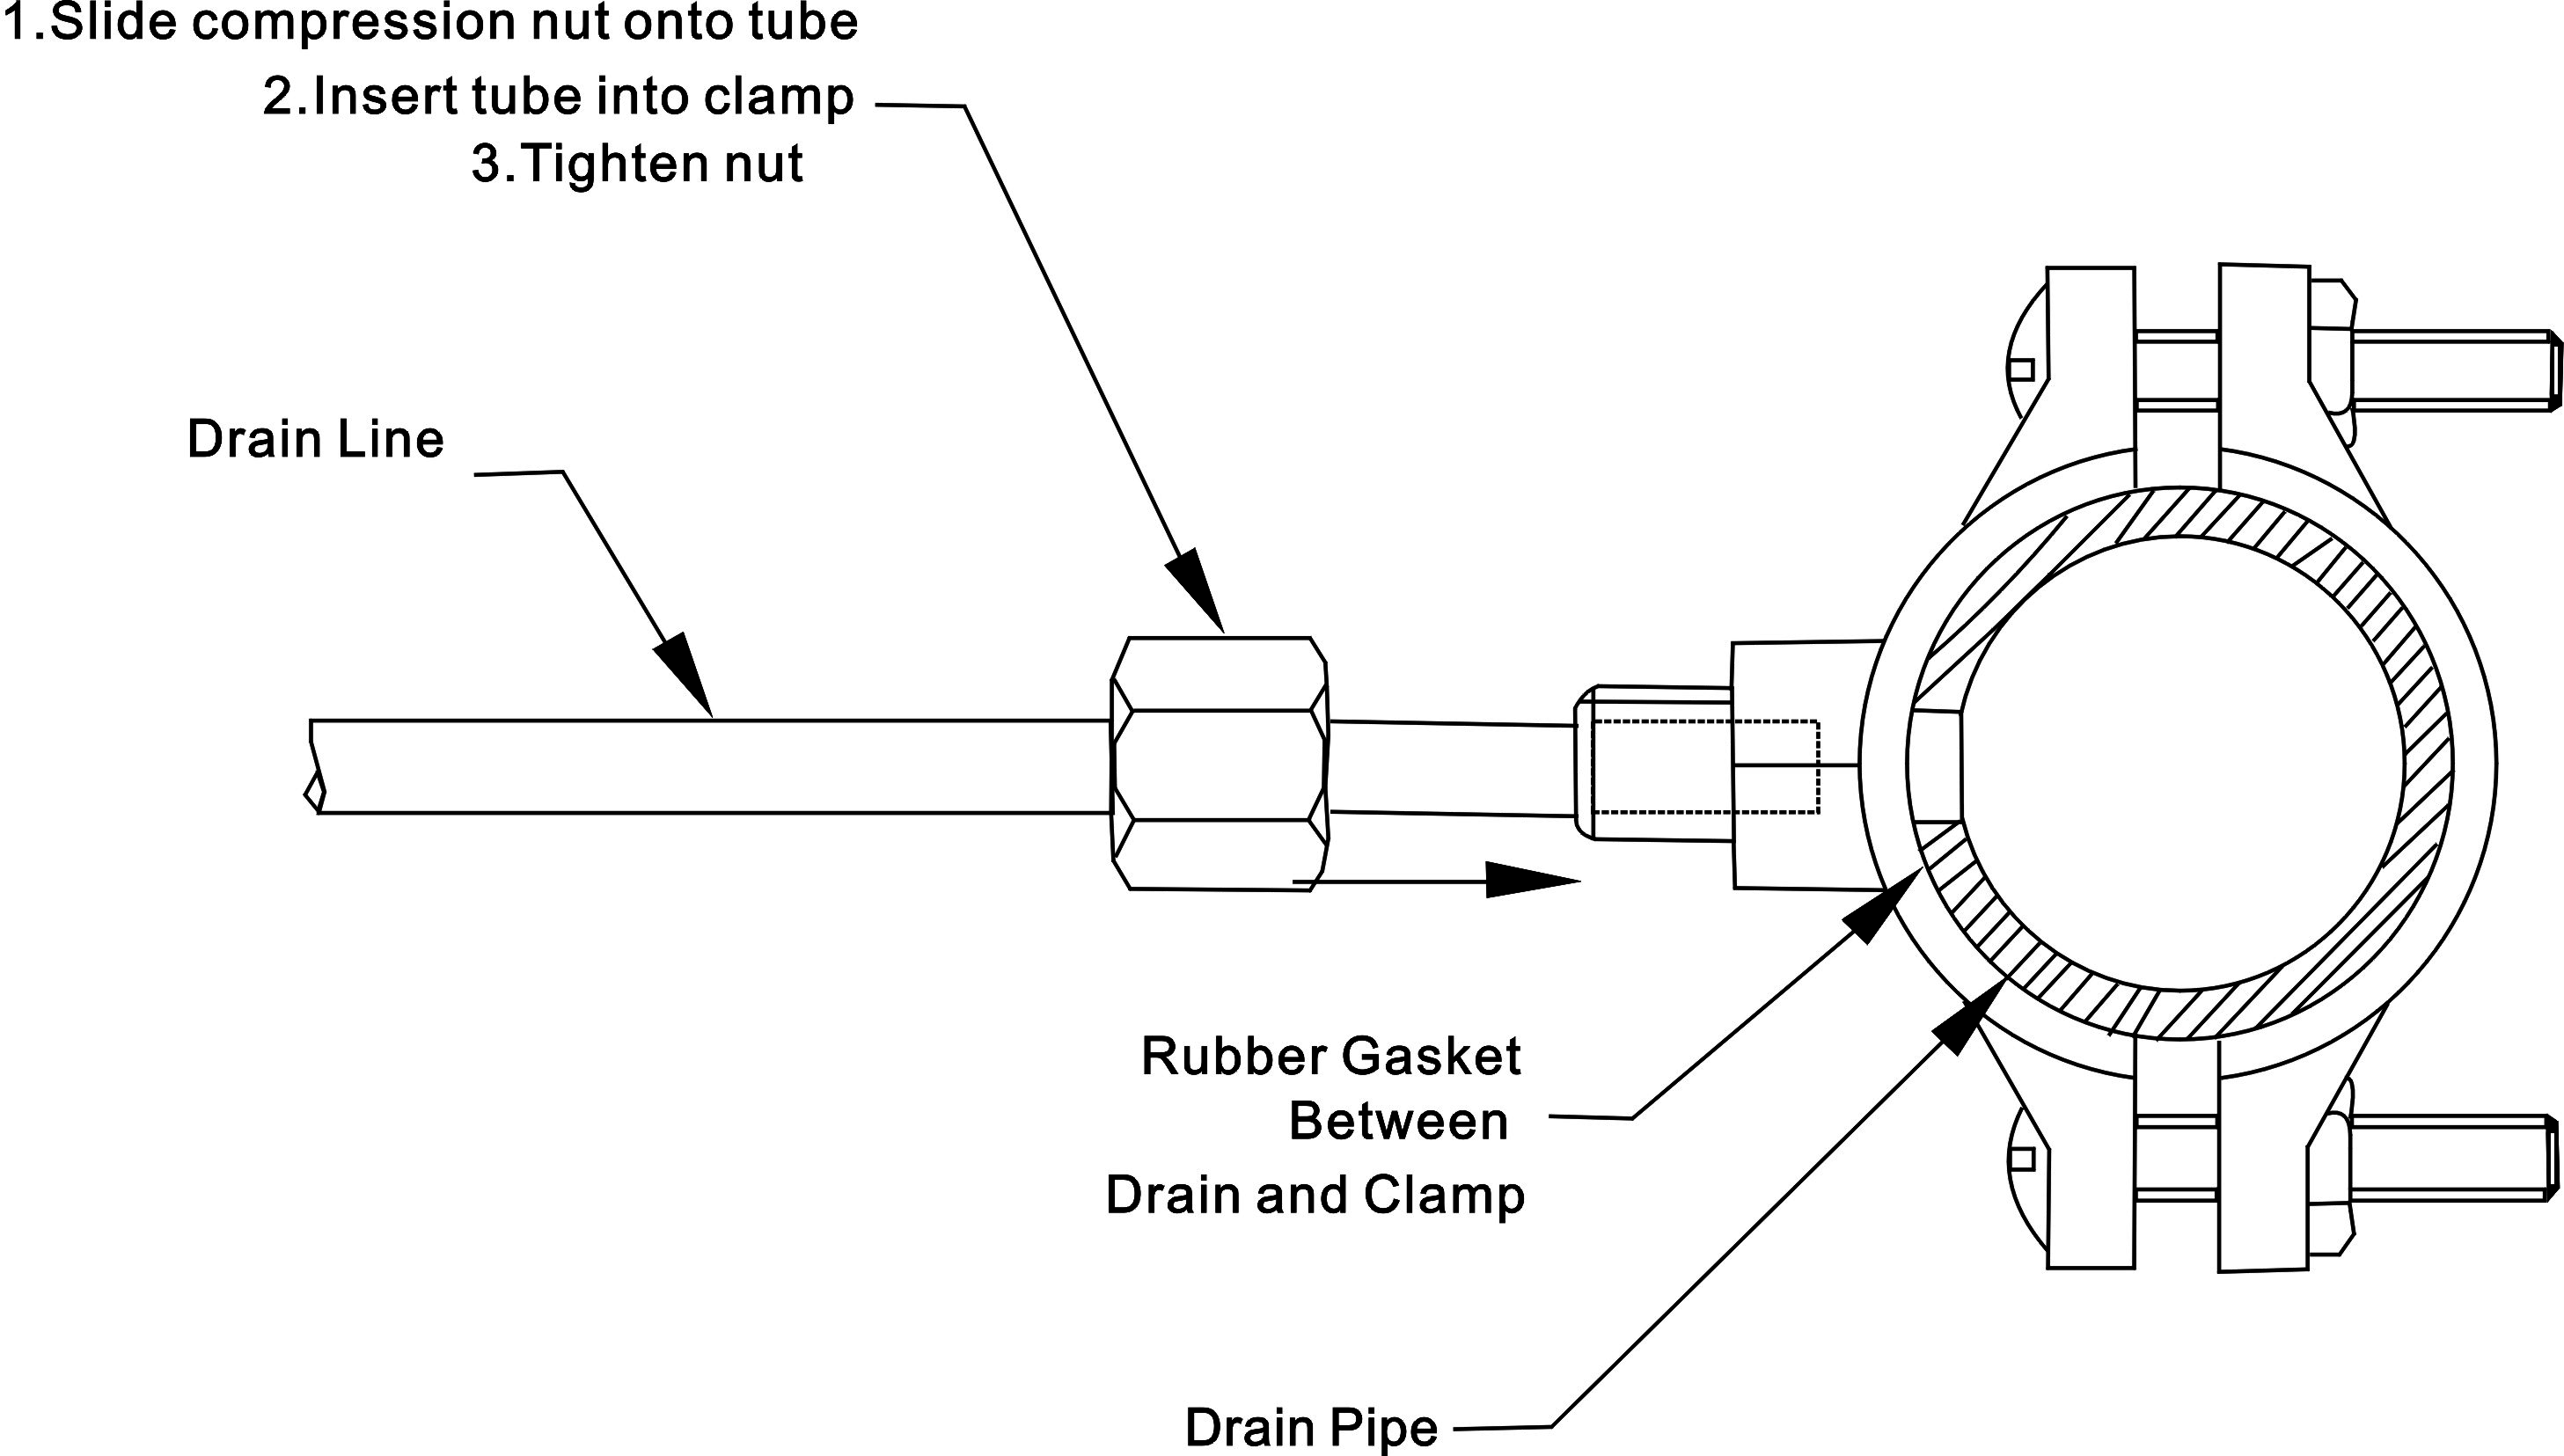 1.Slide compression nut onto tube
2.Insert tube into clamp
3.Tighten nut
Drain Line
Rubber Gasket
Between
Drain and Clamp
Drain Pipe